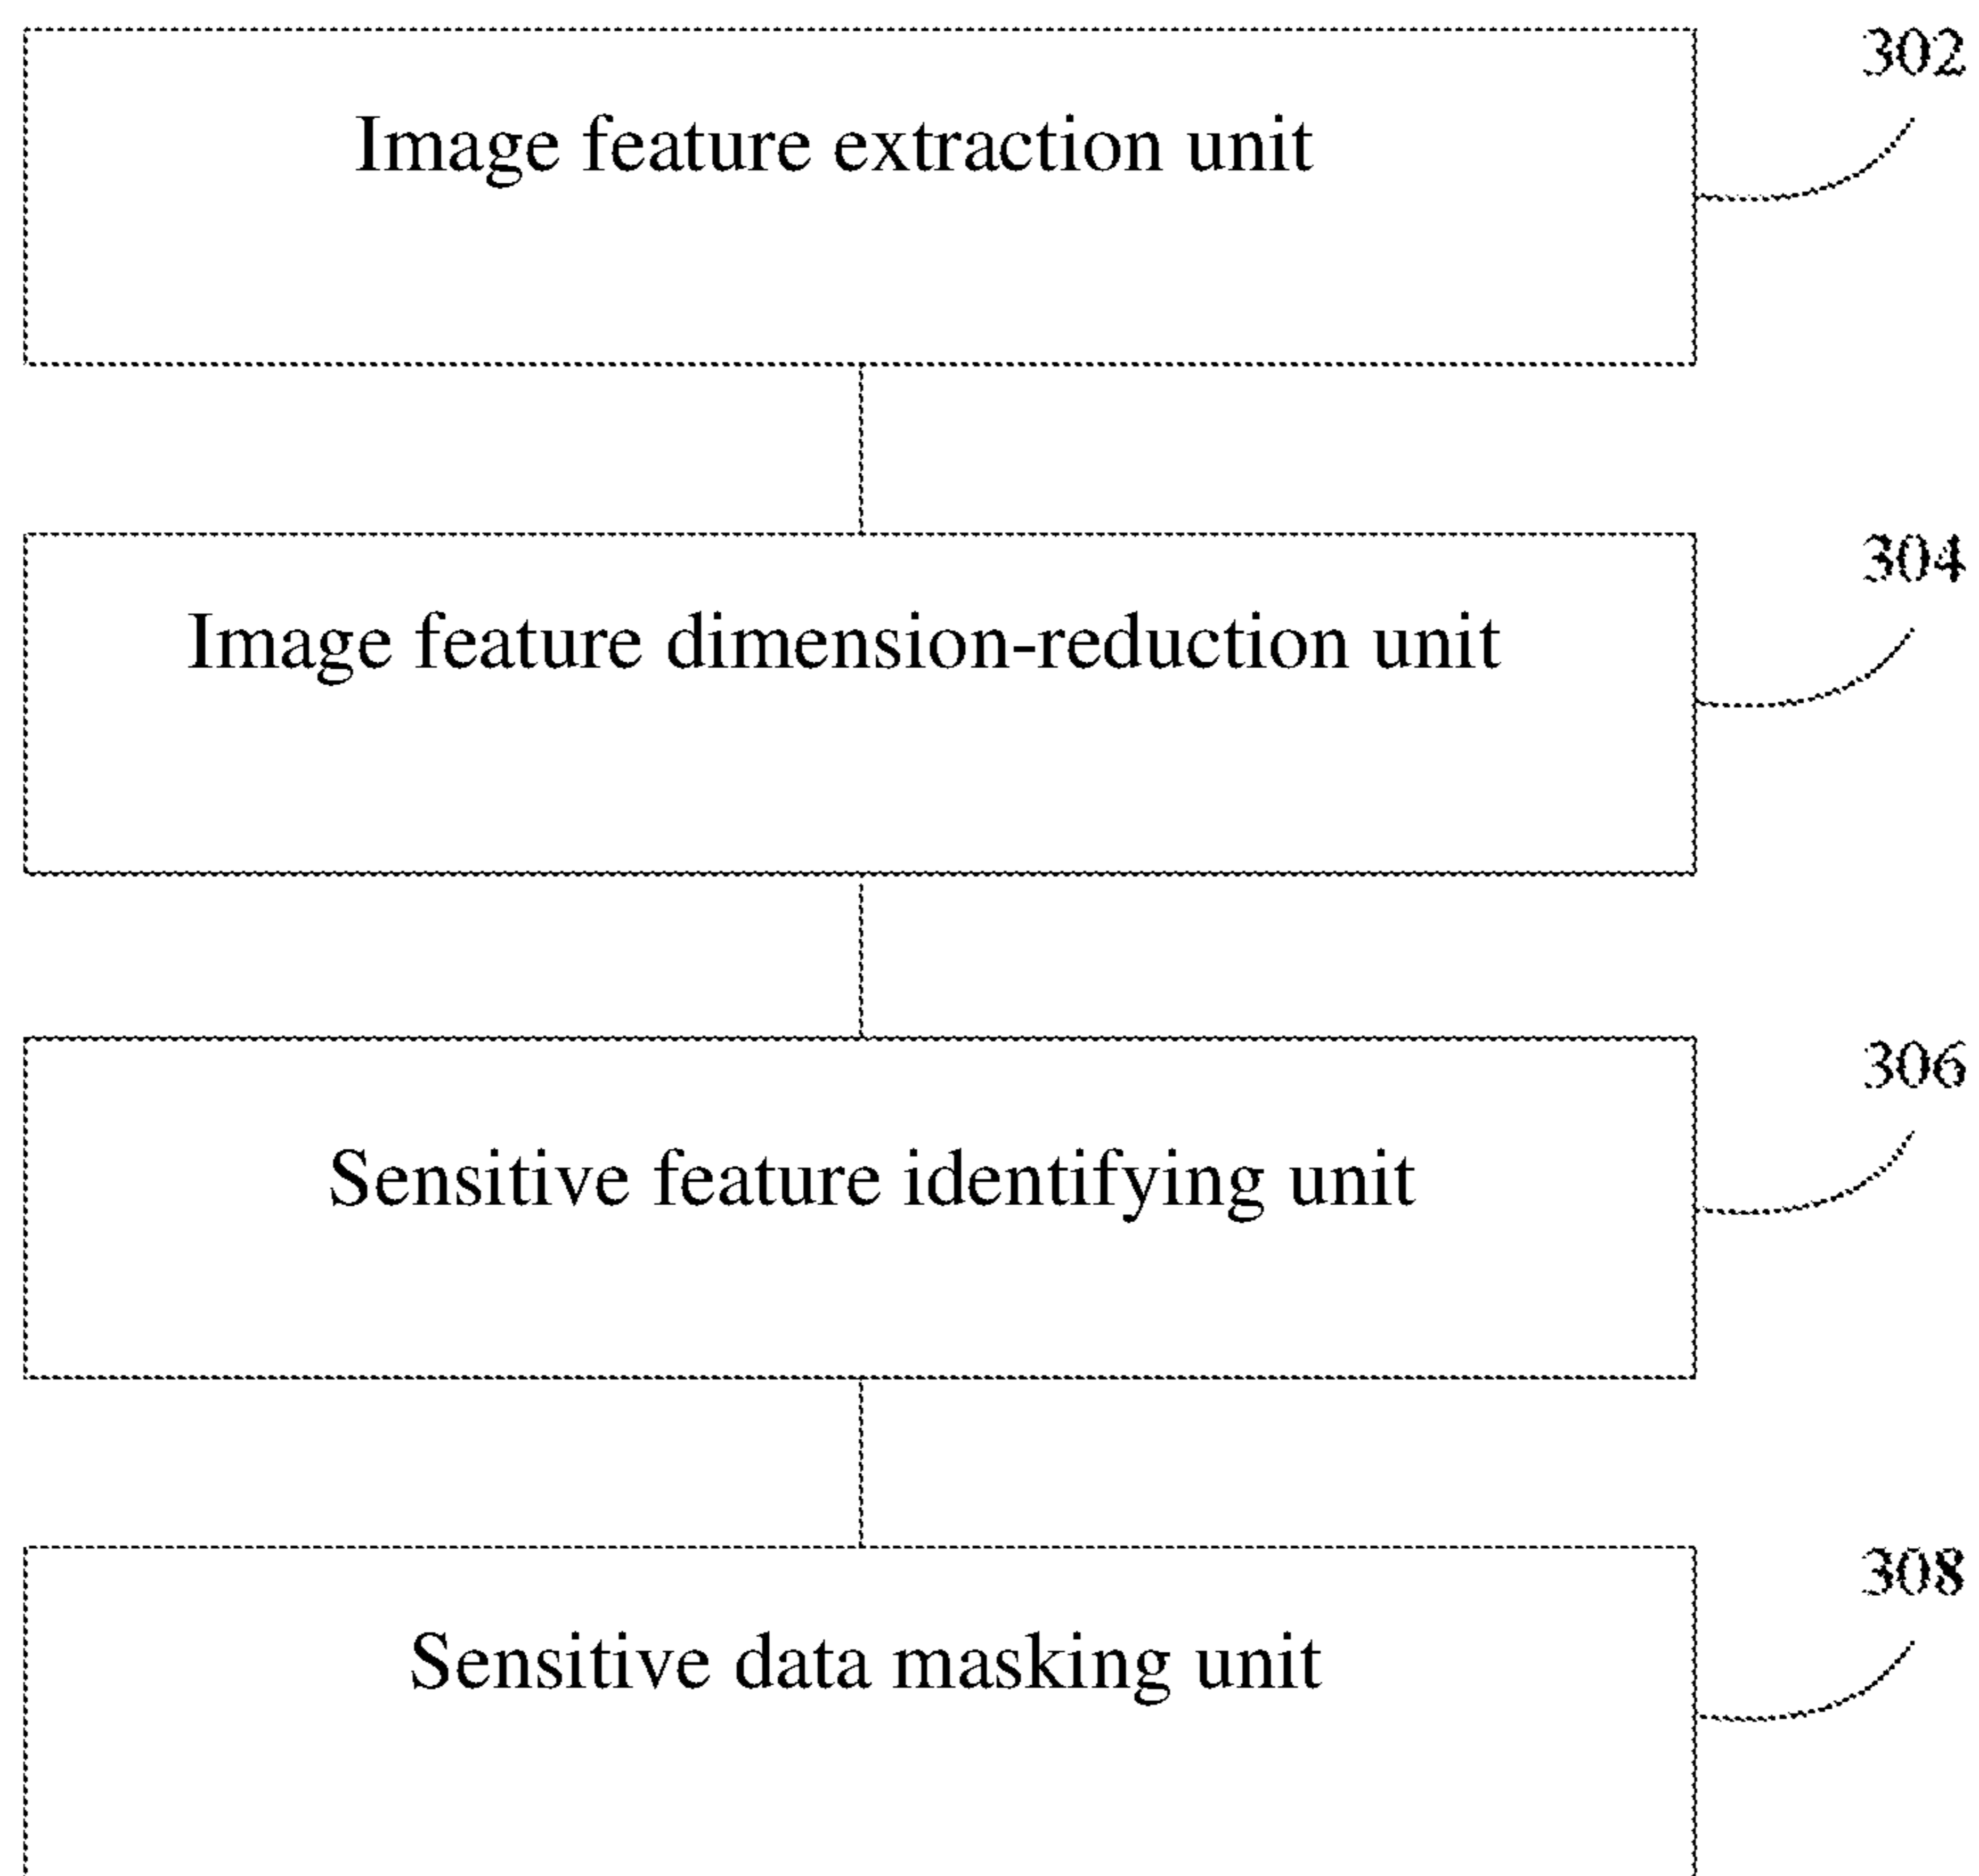 302
Image feature extraction unit
304
Image feature dimension-reduction unit
306
Sensitive feature identifying unit
308
Sensitive data masking unit